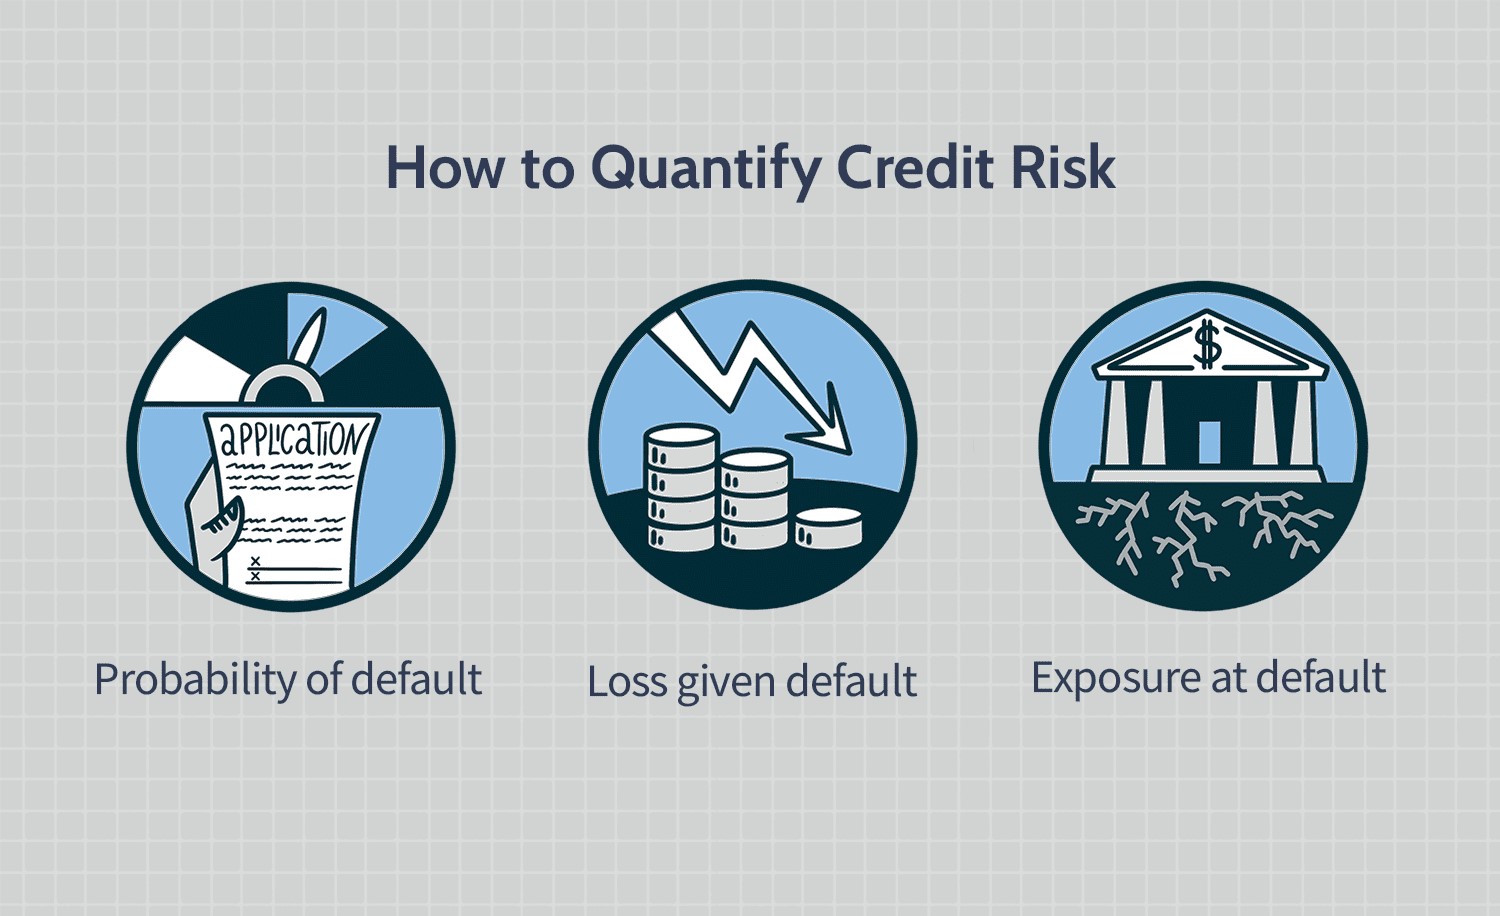 How to Quantify Credit Risk
$
APPLICATION
x
x
Probability of default
Loss given default
Exposure at default